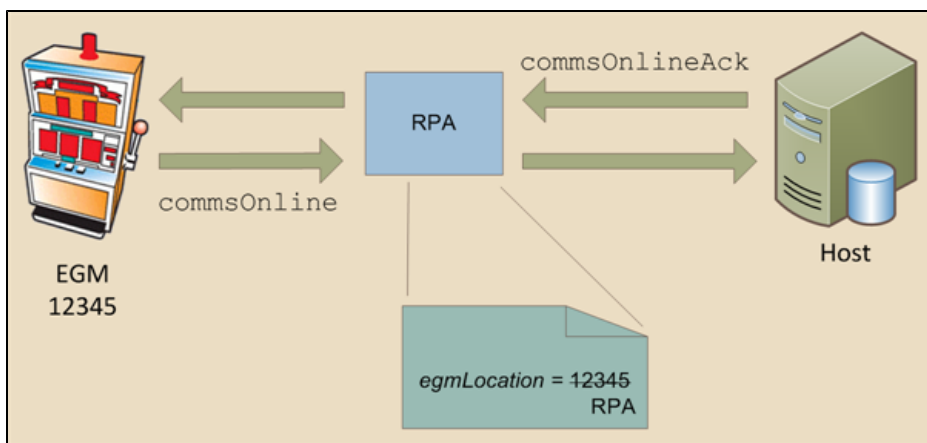 commsOnlineAck
RPA
commsOnline
EGM
12345
Host
egmLocation = 12345
RPA